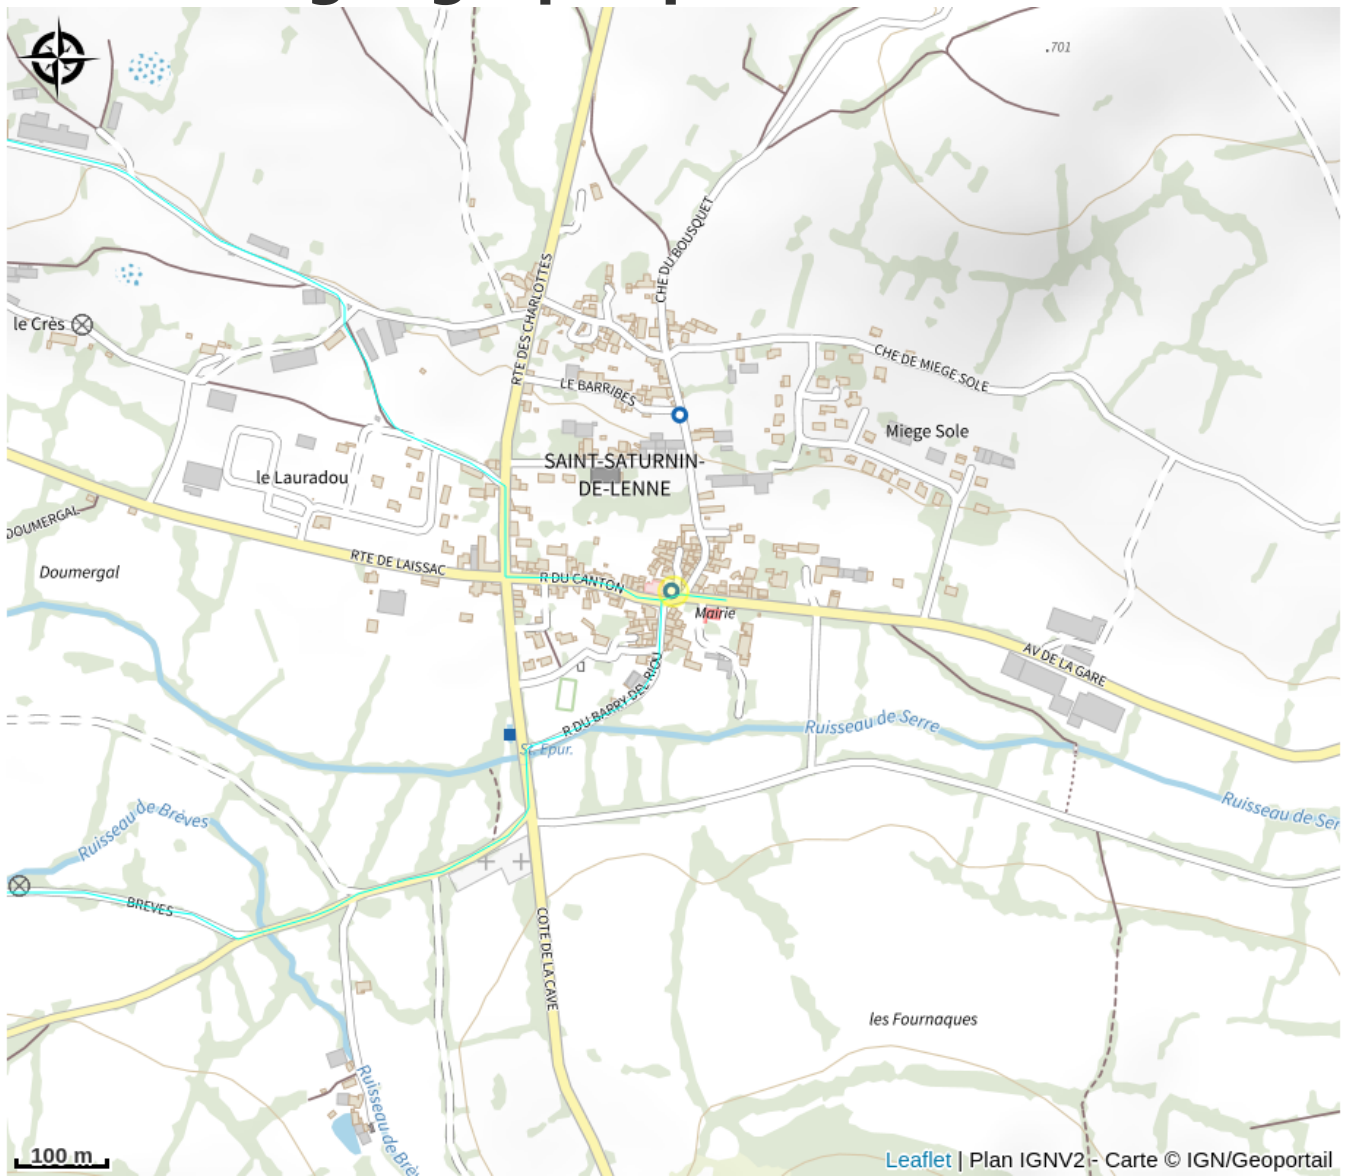 .701
CHE DU BOUSQUET
RTE DES CHARLOTTES
le Crès
CHE DE MIEGE SOLE
LE BARRIBES
Miege Sole
SAINT-SATURNIN-
DE-LENNE
le Lauradou
DOUMERGAL
RTE DE LAISSAC
Doumergal
R DU CANTON
Mairie
AV DE LA GARE
R DU BARRY DEL RIOU
Ruisseau de Serre
St. Epur.
Ruisseau de Ser
Ruisseau de Brèves
BREVES
COTE DE LA CAVE
les Fournaques
Ruisseau de Brèv
100 m
Leaflet | Plan IGNV2 - Carte © IGN/Geoportail